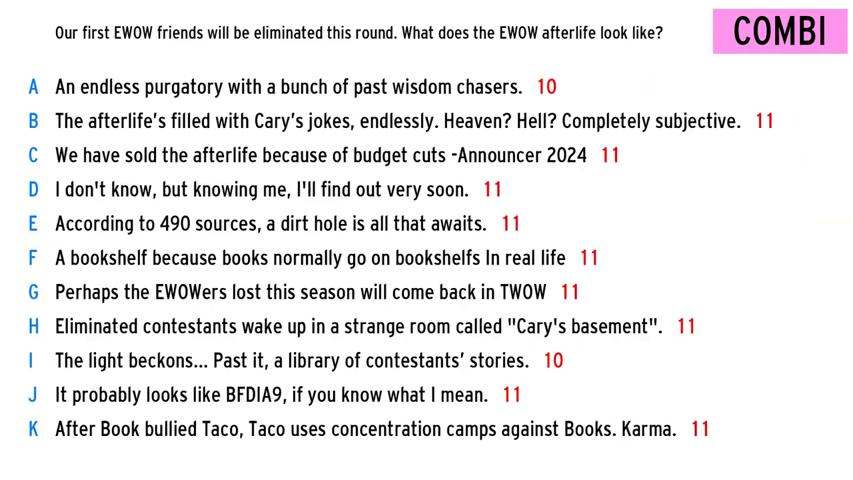 Our first EWOW friends will be eliminated this round. What does the EWOW afterlife look like?
COMBI
A An endless purgatory with a bunch of past wisdom chasers. 10
B The afterlife's filled with Cary's jokes, endlessly. Heaven? Hell? Completely subjective. 11
C We have sold the afterlife because of budget cuts -Announcer 2024 11
D I don't know, but knowing me, I'll find out very soon. 11
E According to 490 sources, a dirt hole is all that awaits. 11
F A bookshelf because books normally go on bookshelfs In real life 11
G Perhaps the EWOWers lost this season will come back in TWOW 11
H Eliminated contestants wake up in a strange room called "Cary's basement". 11
I The light beckons... Past it, a library of contestants' stories. 10
J It probably looks like BFDIA9, if you know what I mean. 11
K After Book bullied Taco, Taco uses concentration camps against Books. Karma. 11